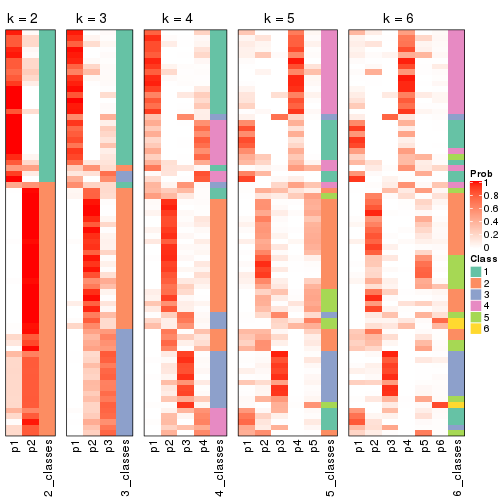 k = 2
k = 3
k = 4
k = 5
k = 6
Prob
1
0.8
0.6
0.4
0.2
0
Class
1
2
3
4
5
6
p1
p2
2_classes
p1
p2
p3
3_classes
p1
p2
p3
p4
4_classes
p1
p2
p3
p4
p5
5_classes
p1
p2
p3
p4
p5
p6
6_classes